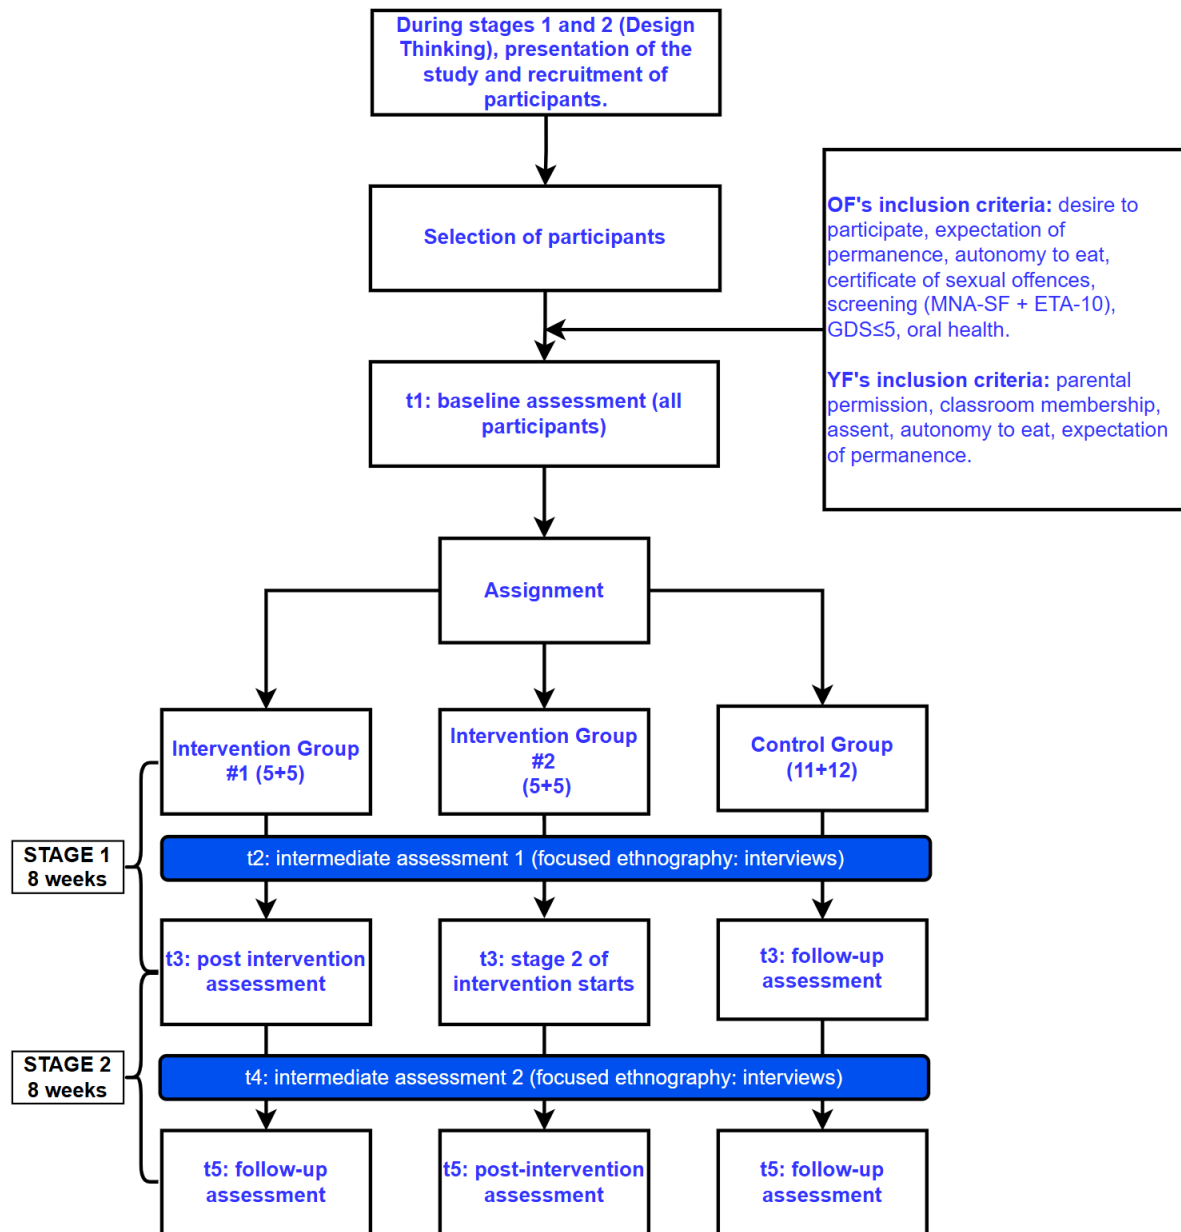 During stages 1 and 2 (Design
Thinking), presentation of the
study and recruitment of
participants.
Selection of participants
OF's inclusion criteria: desire to
participate, expectation of
permanence, autonomy to eat,
certificate of sexual offences,
screening (MNA-SF + ETA-10),
GDS≤5, oral health.
YF's inclusion criteria: parental
permission, classroom membership,
assent, autonomy to eat, expectation
of permanence.
t1: baseline assessment (all
participants)
Assignment
Intervention Group
#1 (5+5)
Intervention Group
#2
(5+5)
Control Group
(11+12)
STAGE 1
8 weeks
t2: intermediate assessment 1 (focused ethnography: interviews)
t3: post intervention
assessment
t3: stage 2 of
intervention starts
t3: follow-up
assessment
STAGE 2
8 weeks
t4: intermediate assessment 2 (focused ethnography: interviews)
t5: follow-up
assessment
t5: post-intervention
assessment
t5: follow-up
assessment